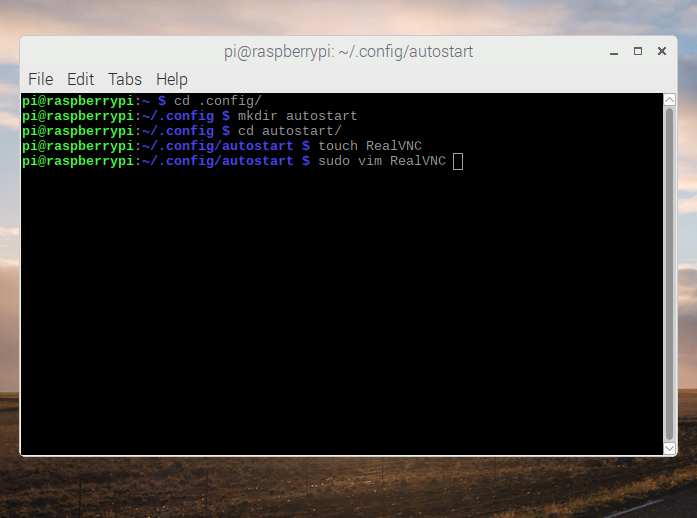 pi@raspberrypi: ~/.config/autostart
File Edit Tabs Help
pi@raspberrypi:~ $ cd .config/
pi@raspberrypi:~/.config $ mkdir autostart
pi@raspberrypi:~/.config $ cd autostart/
pi@raspberrypi:~/.config/autostart $ touch RealVNC
pi@raspberrypi:~/.config/autostart $ sudo vim RealVNC